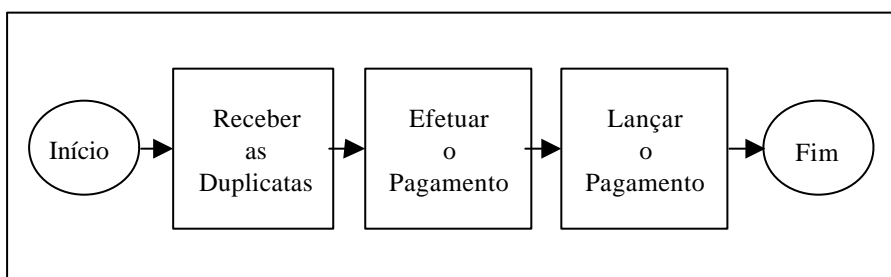 Início
Receber
as
Duplicatas
Efetuar
o
Pagamento
Lançar
o
Pagamento
Fim